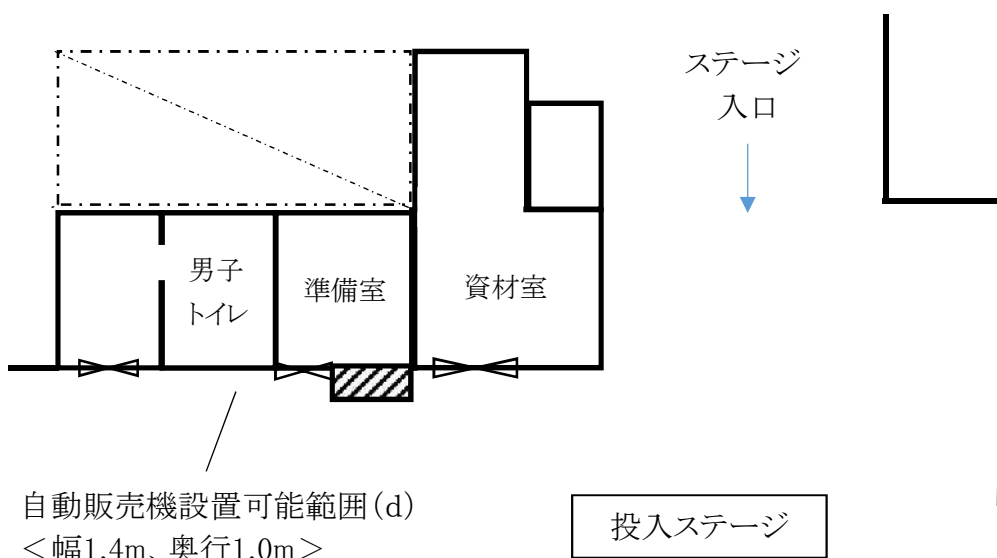 ステージ
入口
男子
トイレ
準備室
資材室
自動販売機設置可能範囲(d)
<幅1.4m、奥行1.0m>
投入ステージ